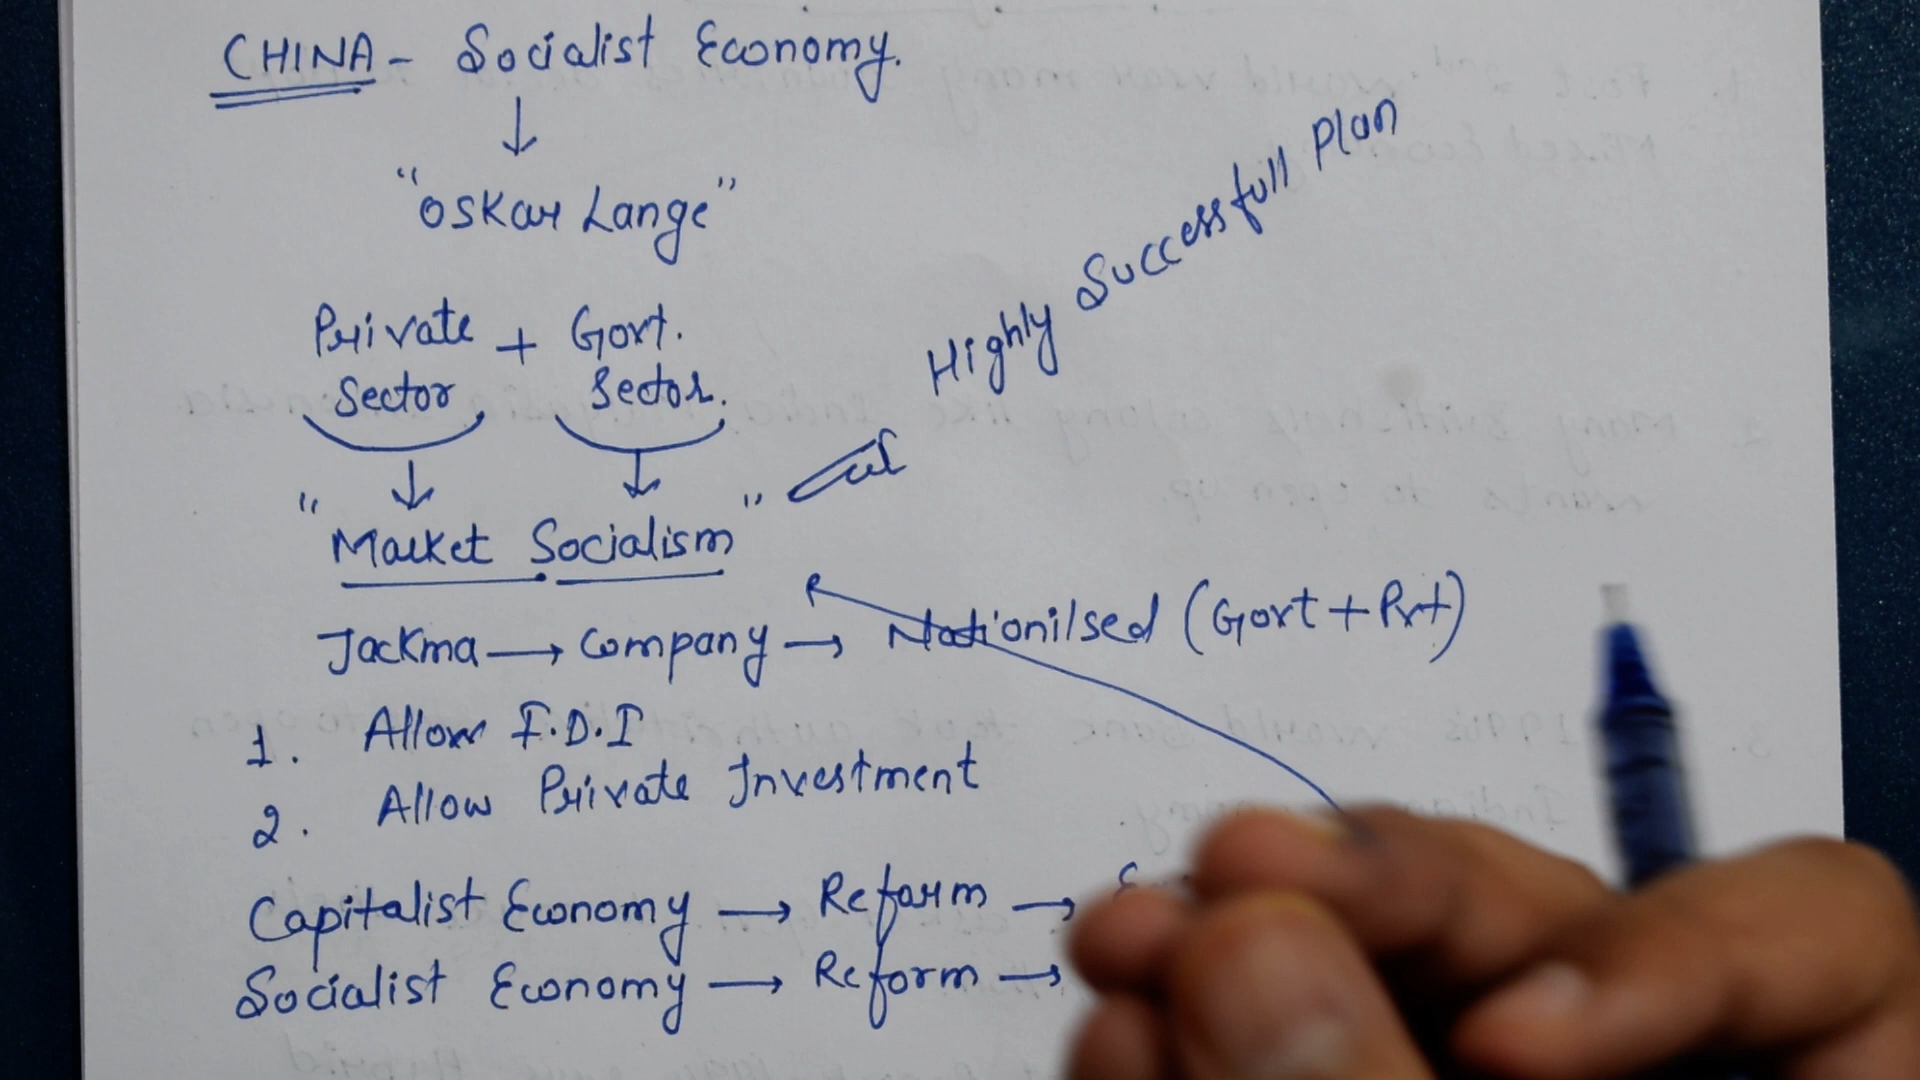 CHINA - Socialist Economy.
"Oskar Lange"
Highly Successfull Plan
Private + Govt.
Sector Sector.
"Market Socialism"
Jackma → Company → Nationilsed (Govt + Pvt)
1. Allow F.D.I
2. Allow Private Investment
Capitalist Economy → Reform →
Socialist Economy → Reform →